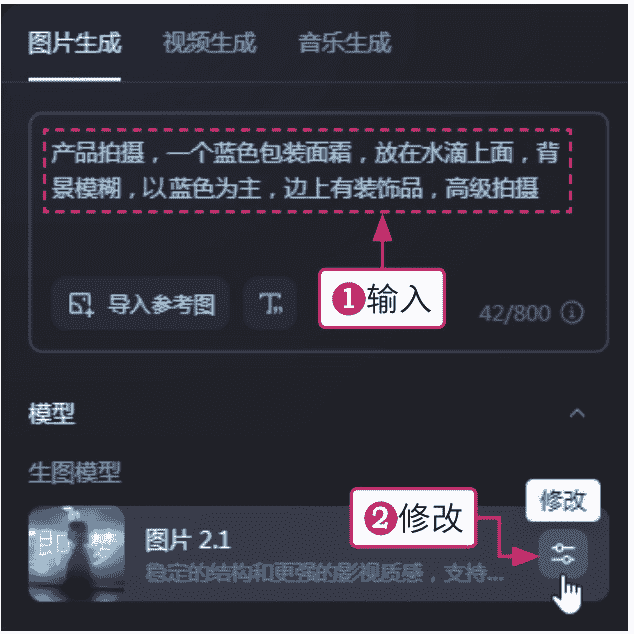 图片生成 视频生成 音乐生成
产品拍摄，一个蓝色包装面霜，放在水滴上面，背
景模糊，以蓝色为主，边上有装饰品，高级拍摄
❶输入
导入参考图 T 42/800
模型
生图模型
修改
❷修改
图片 2.1
稳定的结构和更强的影视质感，支持...